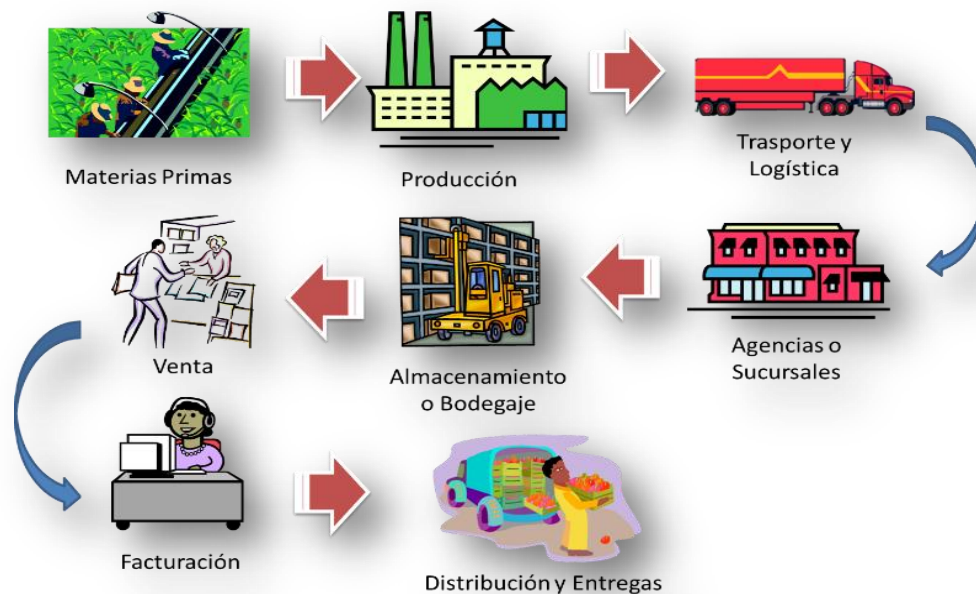 Materias Primas
Producción
Trasporte y
Logística
Venta
Almacenamiento
o Bodegaje
Agencias o
Sucursales
Facturación
Distribución y Entregas